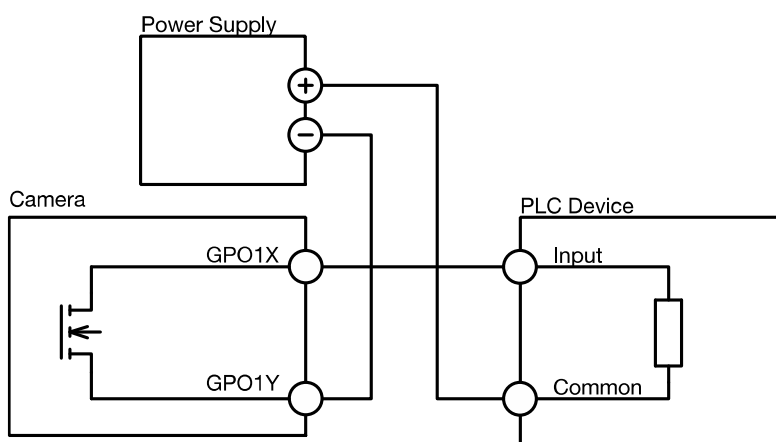 Power Supply
+
−
Camera
PLC Device
GPO1X
Input
GPO1Y
Common